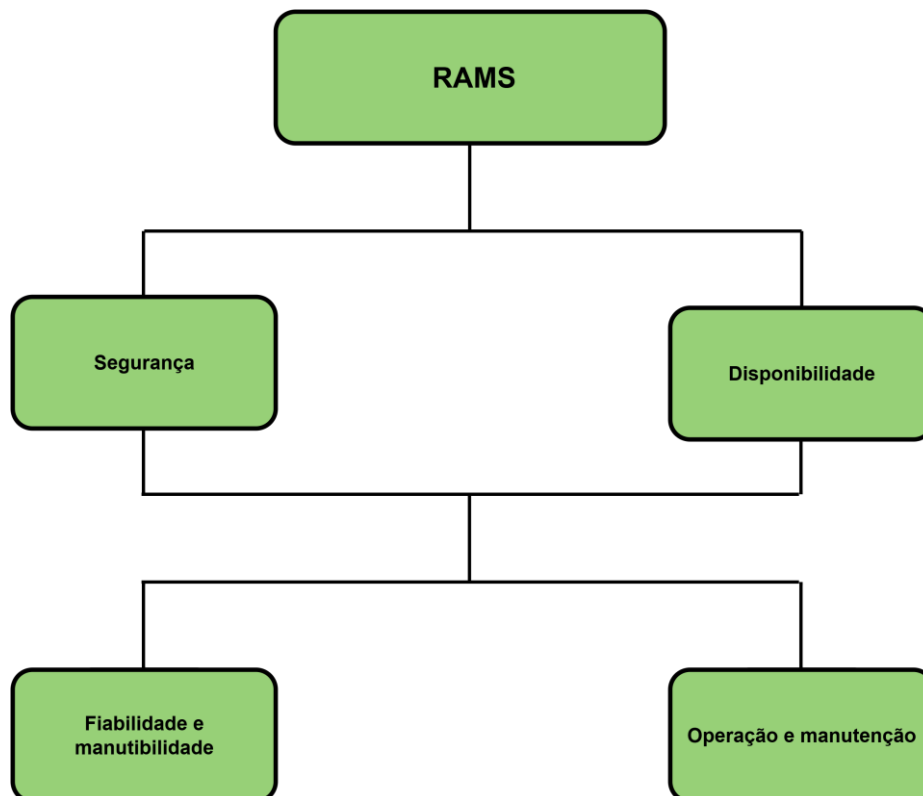 RAMS
Segurança
Disponibilidade
Fiabilidade e
manutibilidade
Operação e manutenção